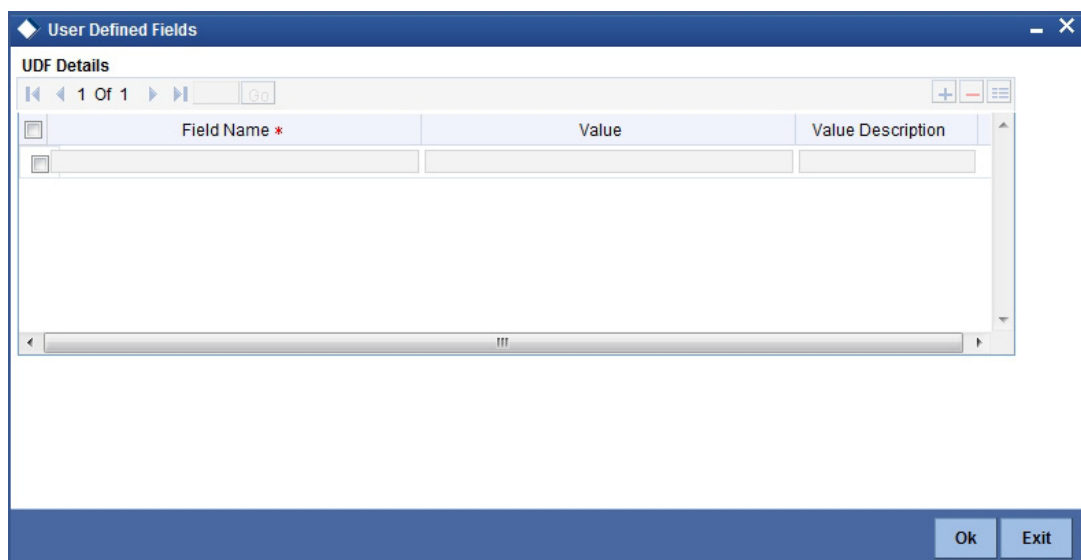 User Defined Fields
UDF Details
1 Of 1 Go
Field Name * Value Value Description
Ok Exit